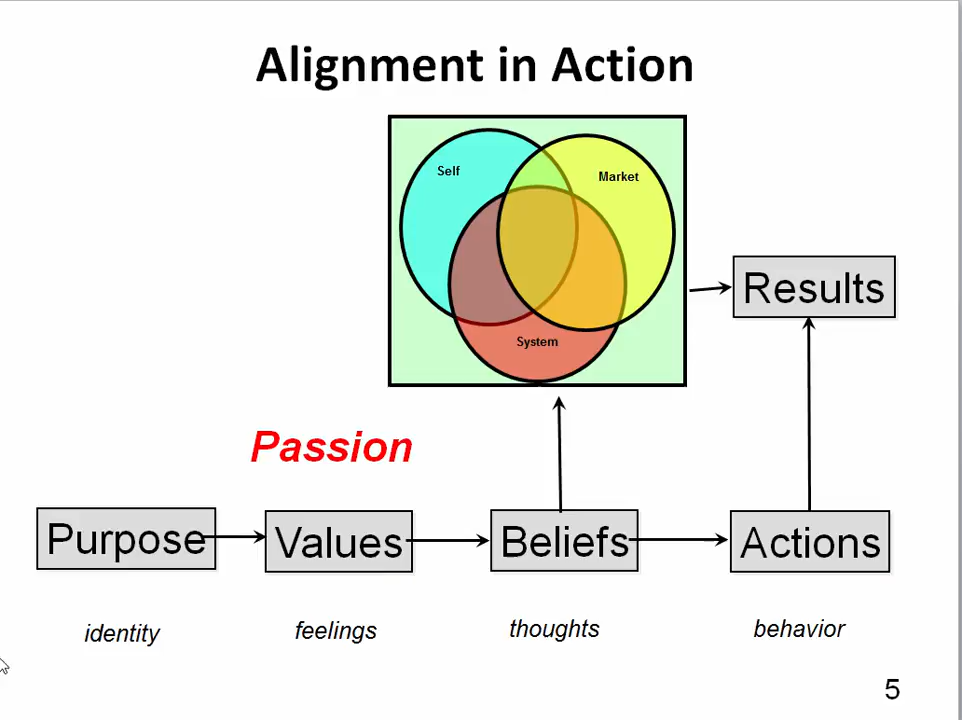 Alignment in Action
Self
Market
System
Results
Passion
Purpose
Values
Beliefs
Actions
identity
feelings
thoughts
behavior
5